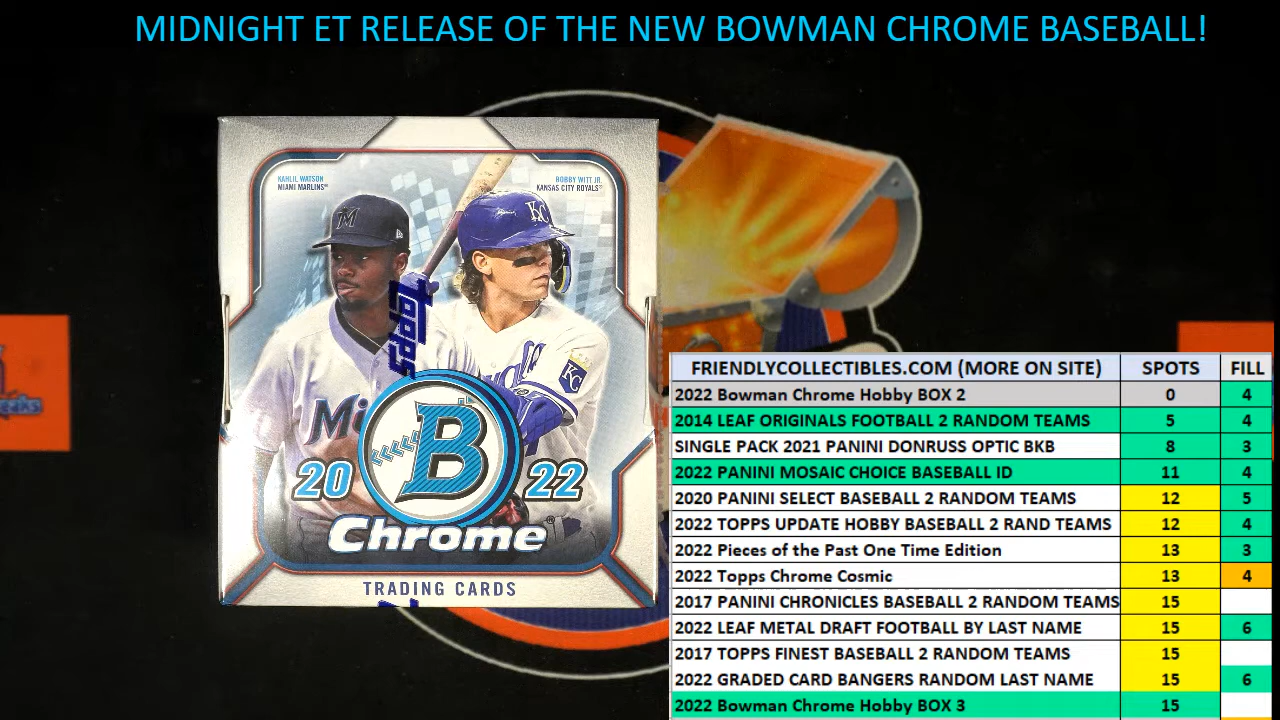 MIDNIGHT ET RELEASE OF THE NEW BOWMAN CHROME BASEBALL!
KAHLIL WATSON
MIAMI MARLINS®
BOBBY WITT JR.
KANSAS CITY ROYALS®
M
KC
Topps
KC
Mi
B
20 22
Chrome®
TRADING CARDS
FRIENDLYCOLLECTIBLES.COM (MORE ON SITE) SPOTS FILL
2022 Bowman Chrome Hobby BOX 2 0 4
2014 LEAF ORIGINALS FOOTBALL 2 RANDOM TEAMS 5 4
SINGLE PACK 2021 PANINI DONRUSS OPTIC BKB 8 3
2022 PANINI MOSAIC CHOICE BASEBALL ID 11 4
2020 PANINI SELECT BASEBALL 2 RANDOM TEAMS 12 5
2022 TOPPS UPDATE HOBBY BASEBALL 2 RAND TEAMS 12 4
2022 Pieces of the Past One Time Edition 13 3
2022 Topps Chrome Cosmic 13 4
2017 PANINI CHRONICLES BASEBALL 2 RANDOM TEAMS 15
2022 LEAF METAL DRAFT FOOTBALL BY LAST NAME 15 6
2017 TOPPS FINEST BASEBALL 2 RANDOM TEAMS 15
2022 GRADED CARD BANGERS RANDOM LAST NAME 15 6
2022 Bowman Chrome Hobby BOX 3 15